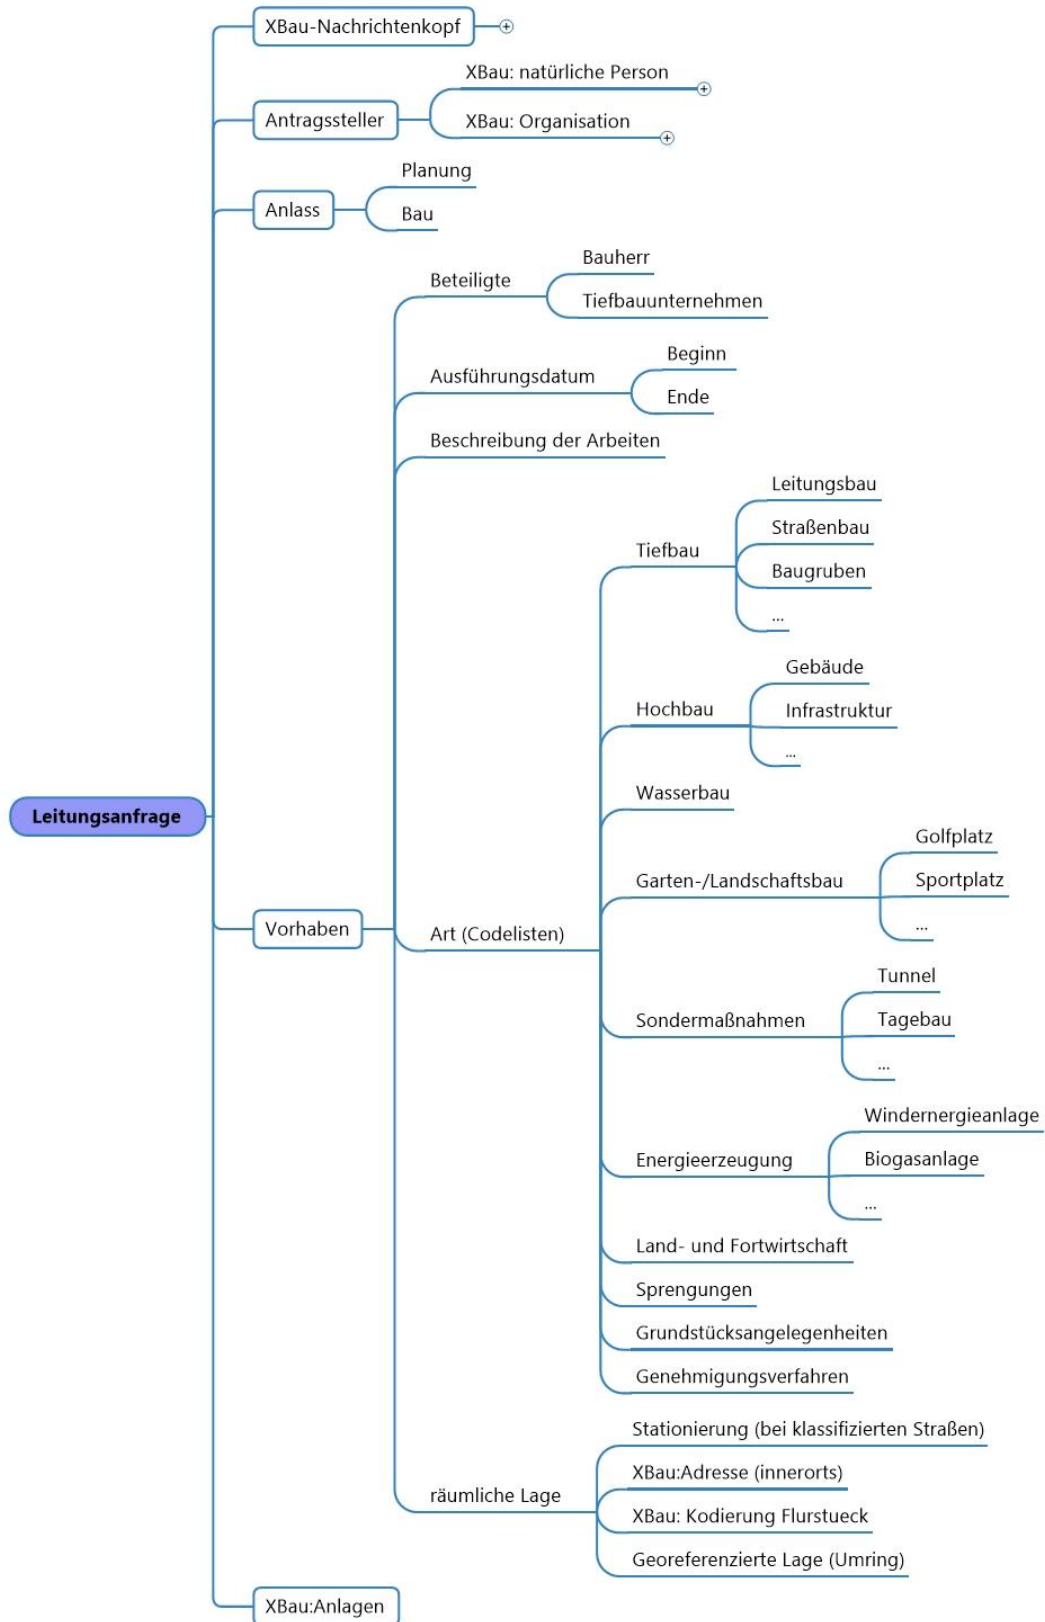 XBau-Nachrichtenkopf
XBau: natürliche Person
Antragssteller
XBau: Organisation
Planung
Anlass
Bau
Bauherr
Beteiligte
Tiefbauunternehmen
Beginn
Ausführungsdatum
Ende
Beschreibung der Arbeiten
Leitungsbau
Straßenbau
Tiefbau
Baugruben
...
Gebäude
Hochbau
Infrastruktur
...
Wasserbau
Leitungsanfrage
Golfplatz
Garten-/Landschaftsbau
Sportplatz
...
Vorhaben
Art (Codelisten)
Tunnel
Sondermaßnahmen
Tagebau
...
Windernergieanlage
Energieerzeugung
Biogasanlage
...
Land- und Fortwirtschaft
Sprengungen
Grundstücksangelegenheiten
Genehmigungsverfahren
Stationierung (bei klassifizierten Straßen)
XBau:Adresse (innerorts)
räumliche Lage
XBau: Kodierung Flurstueck
Georeferenzierte Lage (Umring)
XBau:Anlagen